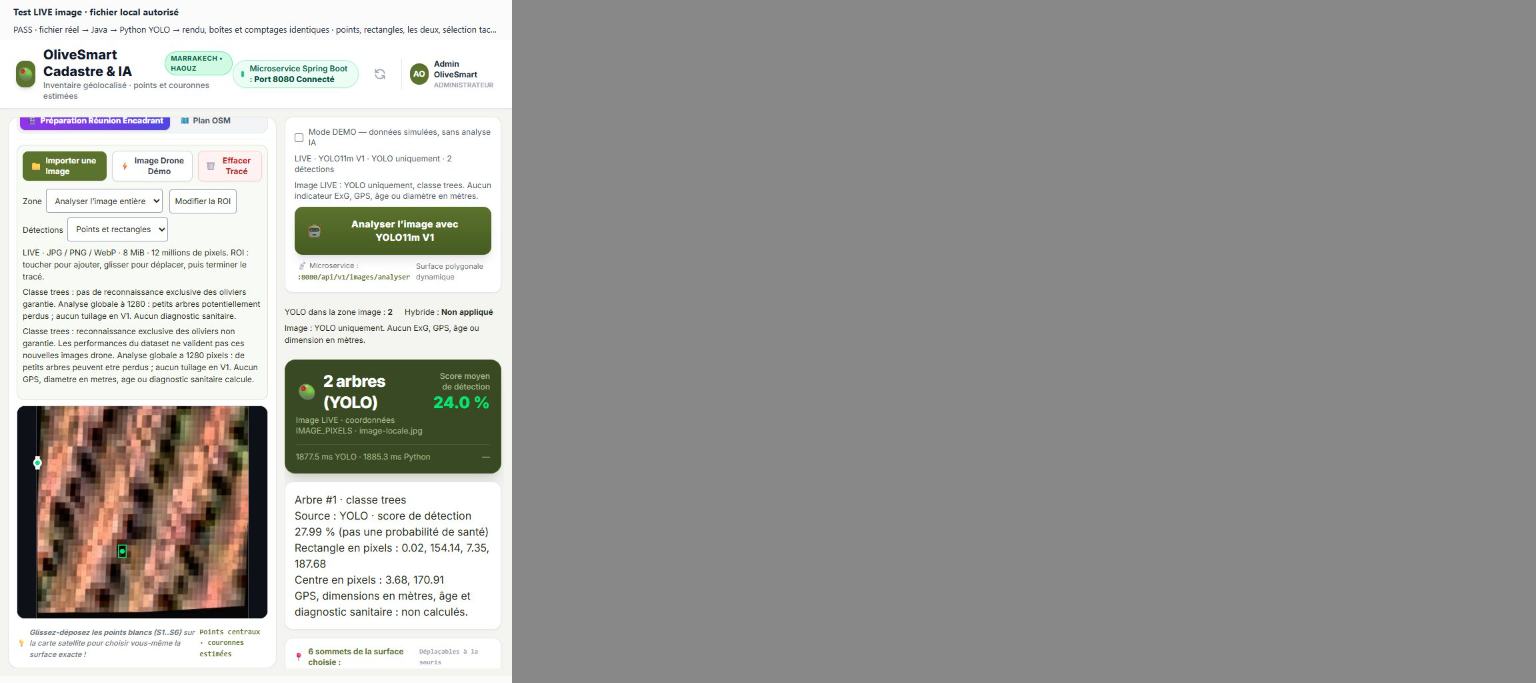 Test LIVE image · fichier local autorisé
PASS · fichier réel → Java → Python YOLO → rendu, boîtes et comptages identiques · points, rectangles, les deux, sélection tac...
OliveSmart
Cadastre & IA
MARRAKECH •
HAOUZ
Inventaire géolocalisé · points et couronnes
estimées
Microservice Spring Boot
: Port 8080 Connecté
AO
Admin
OliveSmart
ADMINISTRATEUR
Préparation Réunion Encadrant
Plan OSM
Importer une
Image
Image Drone
Démo
Effacer
Tracé
Zone
Analyser l'image entière
Modifier la ROI
Détections
Points et rectangles
LIVE · JPG / PNG / WebP · 8 MiB · 12 millions de pixels. ROI :
toucher pour ajouter, glisser pour déplacer, puis terminer le
tracé.
Classe trees : pas de reconnaissance exclusive des oliviers
garantie. Analyse globale à 1280 : petits arbres potentiellement
perdus ; aucun tuilage en V1. Aucun diagnostic sanitaire.
Classe trees : reconnaissance exclusive des oliviers non
garantie. Les performances du dataset ne valident pas ces
nouvelles images drone. Analyse globale a 1280 pixels : de
petits arbres peuvent etre perdus ; aucun tuilage en V1. Aucun
GPS, diametre en metres, age ou diagnostic sanitaire calcule.
Glissez-déposez les points blancs (S1..S6) sur
la carte satellite pour choisir vous-même la
surface exacte !
Points centraux
• couronnes
estimées
Mode DEMO — données simulées, sans analyse
IA
LIVE · YOLO11m V1 · YOLO uniquement · 2
détections
Image LIVE : YOLO uniquement, classe trees. Aucun
indicateur ExG, GPS, âge ou diamètre en mètres.
Analyser l'image avec
YOLO11m V1
Microservice :
:8080/api/v1/images/analyser
Surface polygonale
dynamique
YOLO dans la zone image : 2
Hybride : Non appliqué
Image : YOLO uniquement. Aucun ExG, GPS, âge ou
dimension en mètres.
2 arbres
(YOLO)
Score moyen
de détection
24.0 %
Image LIVE · coordonnées
IMAGE_PIXELS · image-locale.jpg
1877.5 ms YOLO · 1885.3 ms Python
—
Arbre #1 · classe trees
Source : YOLO · score de détection
27.99 % (pas une probabilité de santé)
Rectangle en pixels : 0.02, 154.14, 7.35,
187.68
Centre en pixels : 3.68, 170.91
GPS, dimensions en mètres, âge et
diagnostic sanitaire : non calculés.
6 sommets de la surface
choisie :
Déplaçables à la
souris